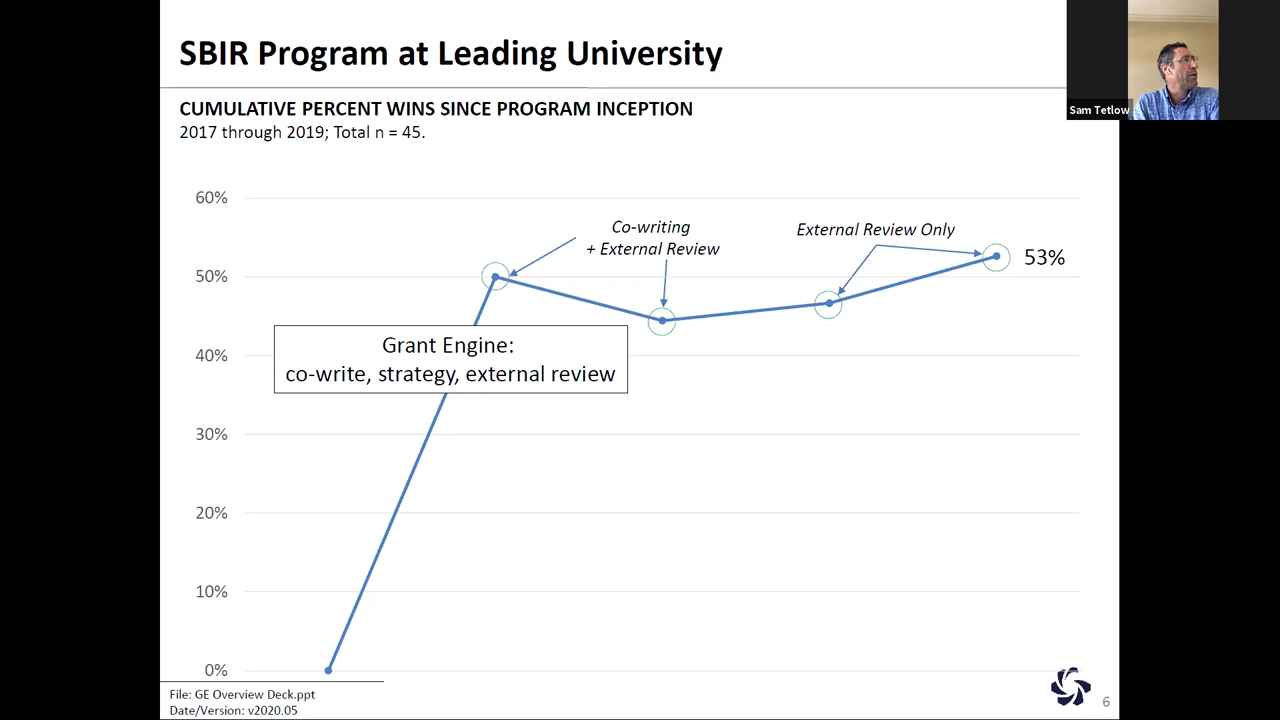 SBIR Program at Leading University
Sam Tetlow
CUMULATIVE PERCENT WINS SINCE PROGRAM INCEPTION
2017 through 2019; Total n = 45.
60%
Co-writing
+ External Review
External Review Only
53%
50%
Grant Engine:
co-write, strategy, external review
40%
30%
20%
10%
0%
File: GE Overview Deck.ppt
Date/Version: v2020.05
6